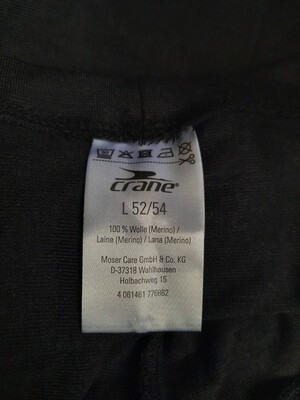 CRANE®
L 52/54
100 % Wolle (Merino) /
Laine (Merino) / Lana (Merino)
Moser Care GmbH & Co. KG
D-37318 Wahlhausen
Holbachweg 15
4 061461 776662